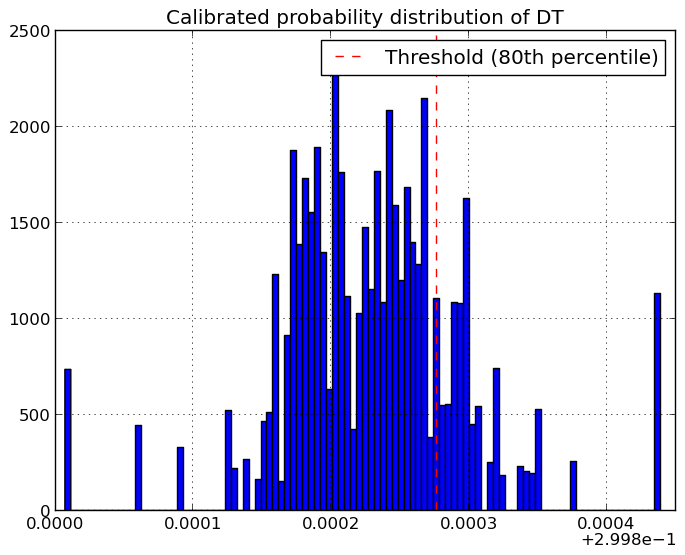 Calibrated probability distribution of DT
2500
Threshold (80th percentile)
2000
1500
1000
500
0
0.0000 0.0001 0.0002 0.0003 0.0004
+2.998e−1